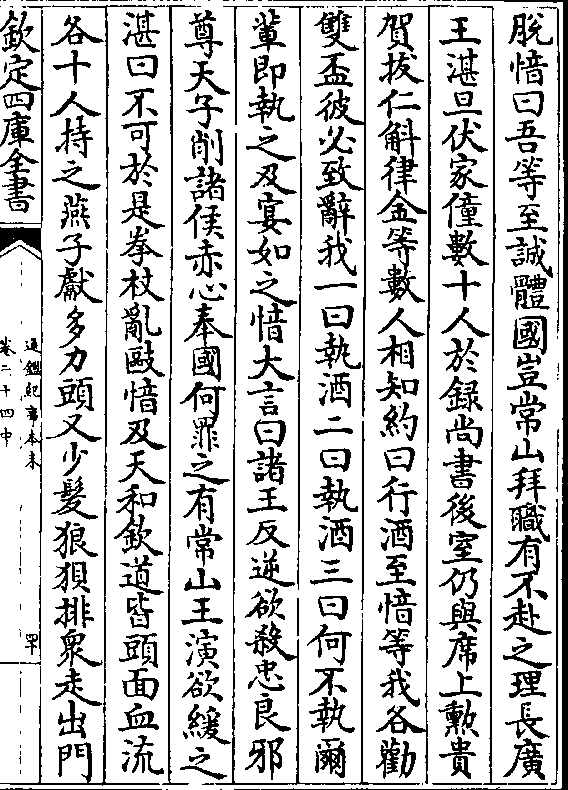 脫愔曰吾等至誠體國豈常山拜職有不赴之理長廣
王湛旦伏家僮數十人於録尚書後室仍與席上勲貴
賀拔仁斛律金等數人相知約曰行酒至愔等我各勸
雙盃彼必致辭我一曰執酒二曰執酒三曰何不執爾
輩即執之及宴如之愔大言曰諸王反逆欲殺忠良邪
尊天子削諸侯赤心奉國何罪之有常山王演欲緩之
湛曰不可於是拳杖亂毆愔及天和欽道皆頭面血流
各十人持之燕子獻多力頭又少髮狼狽排衆走出門
欽定四庫全書
通鑑紀事本末
卷二十四中
罕